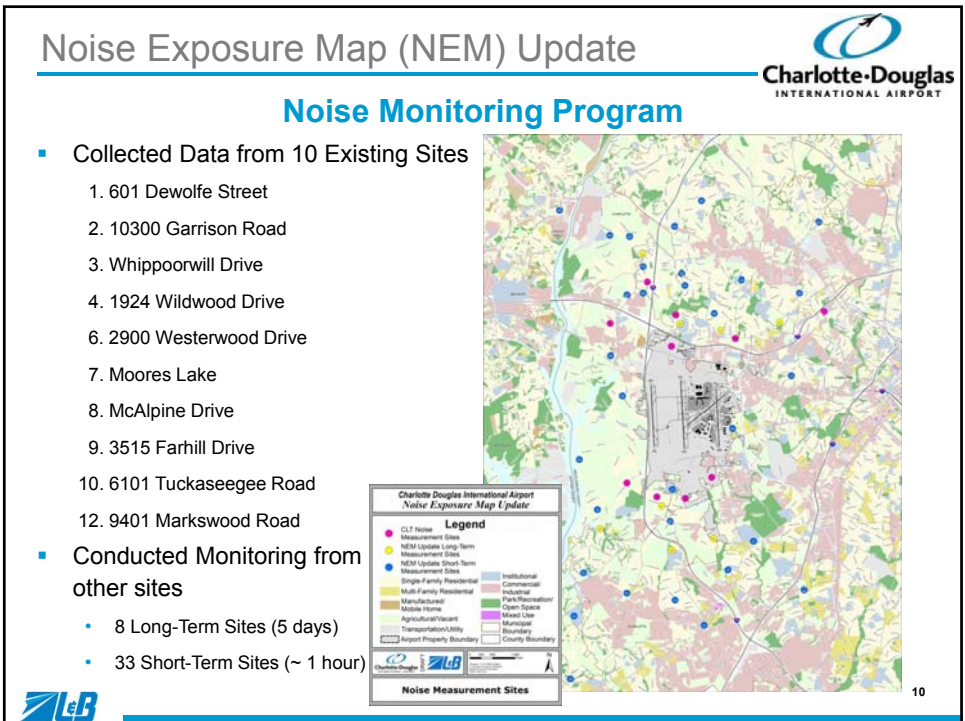 Noise Exposure Map (NEM) Update
Charlotte•Douglas
INTERNATIONAL AIRPORT
Noise Monitoring Program
Collected Data from 10 Existing Sites
1. 601 Dewolfe Street
2. 10300 Garrison Road
3. Whippoorwill Drive
4. 1924 Wildwood Drive
6. 2900 Westerwood Drive
7. Moores Lake
8. McAlpine Drive
9. 3515 Farhill Drive
10. 6101 Tuckaseegee Road
12. 9401 Markswood Road
Conducted Monitoring from
other sites
8 Long-Term Sites (5 days)
33 Short-Term Sites (~ 1 hour)
Charlotte Douglas International Airport
Noise Exposure Map Update
Legend
CLT Noise
Measurement Sites
NEM Update Long-Term
Measurement Sites
NEM Update Short-Term
Measurement Sites
Single-Family Residential
Multi-Family Residential
Manufactured/
Mobile Home
Agricultural/Vacant
Transportation/Utility
Airport Property Boundary
Institutional
Commercial/
Industrial
Park/Recreation/
Open Space
Mixed Use
Municipal
Boundary
County Boundary
Charlotte•Douglas
DRAFT
L&B
N
Noise Measurement Sites
L&B
10